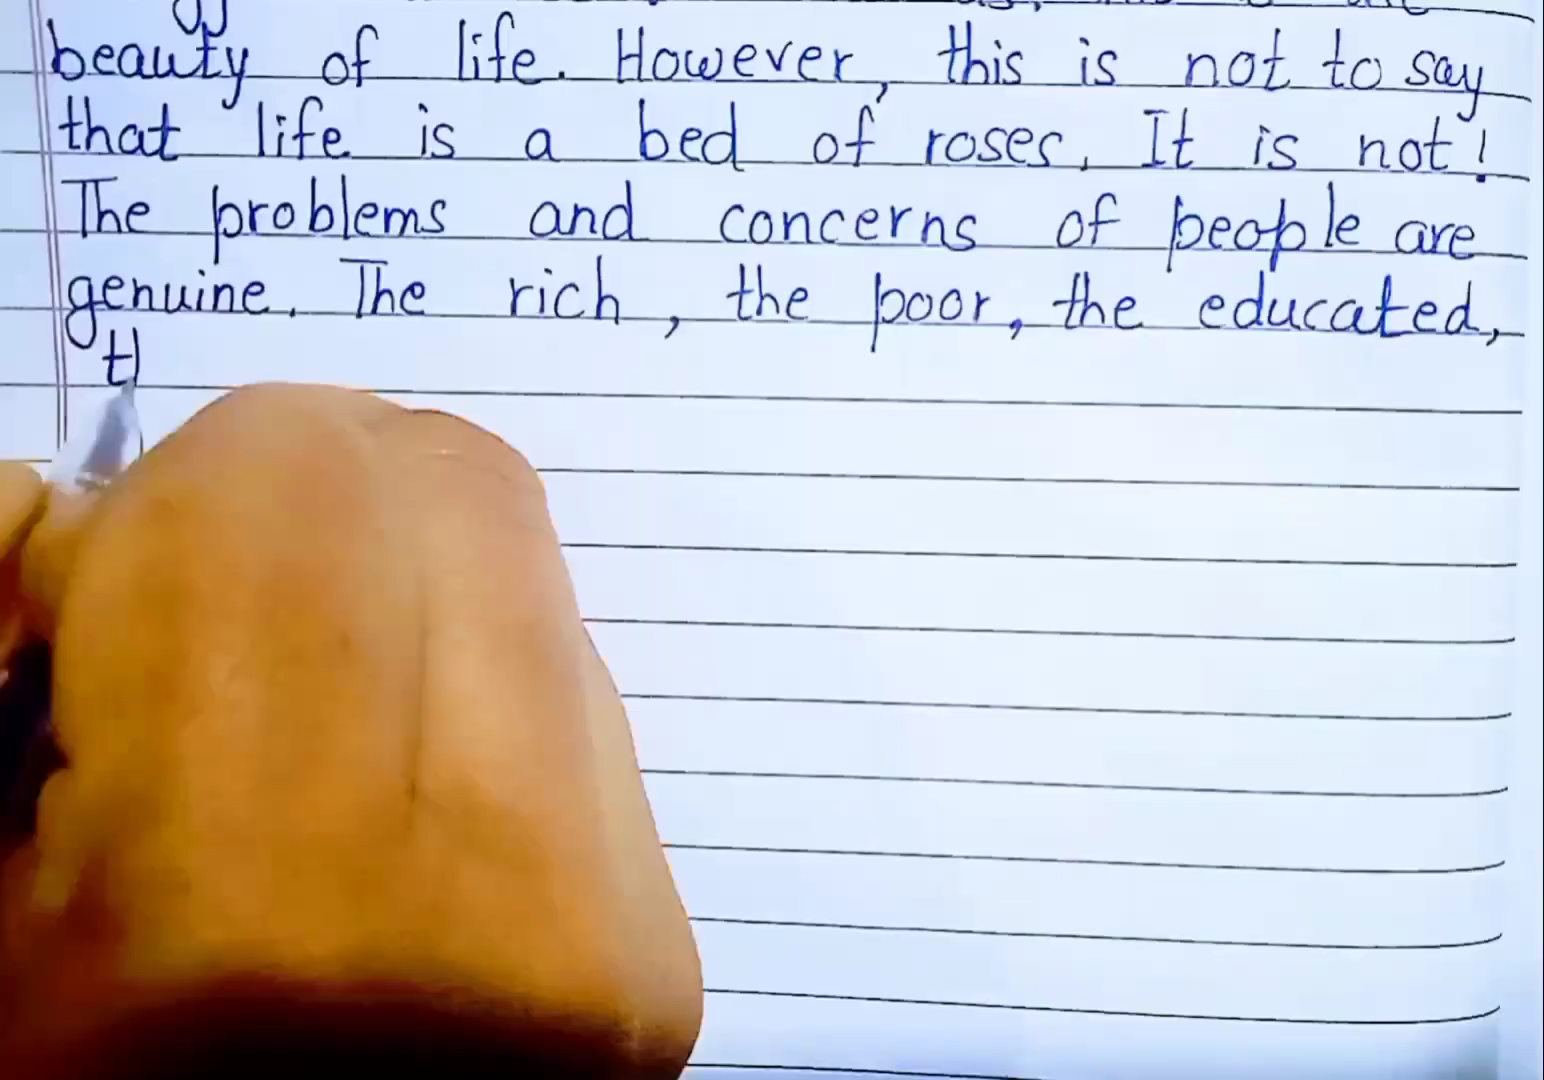 beauty of life. However, this is not to say
that life is a bed of roses. It is not!
The problems and concerns of people are
genuine. The rich, the poor, the educated,